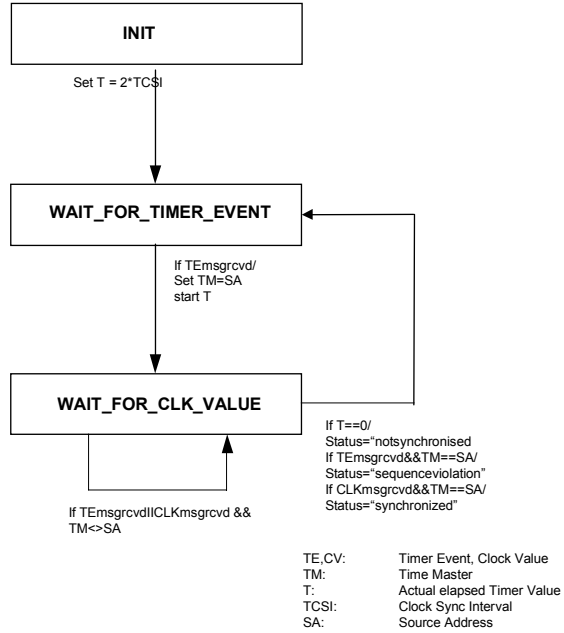 INIT
Set T = 2*TCSI
WAIT_FOR_TIMER_EVENT
If TEmsgrcvd/
Set TM=SA
start T
WAIT_FOR_CLK_VALUE
If T==0/
Status="notsynchronised
If TEmsgrcvd&&TM==SA/
Status="sequenceviolation"
If CLKmsgrcvd&&TM==SA/
Status="synchronized"
If TEmsgrcvdIICLKmsgrcvd &&
TM<>SA
TE,CV: Timer Event, Clock Value
TM: Time Master
T: Actual elapsed Timer Value
TCSI: Clock Sync Interval
SA: Source Address